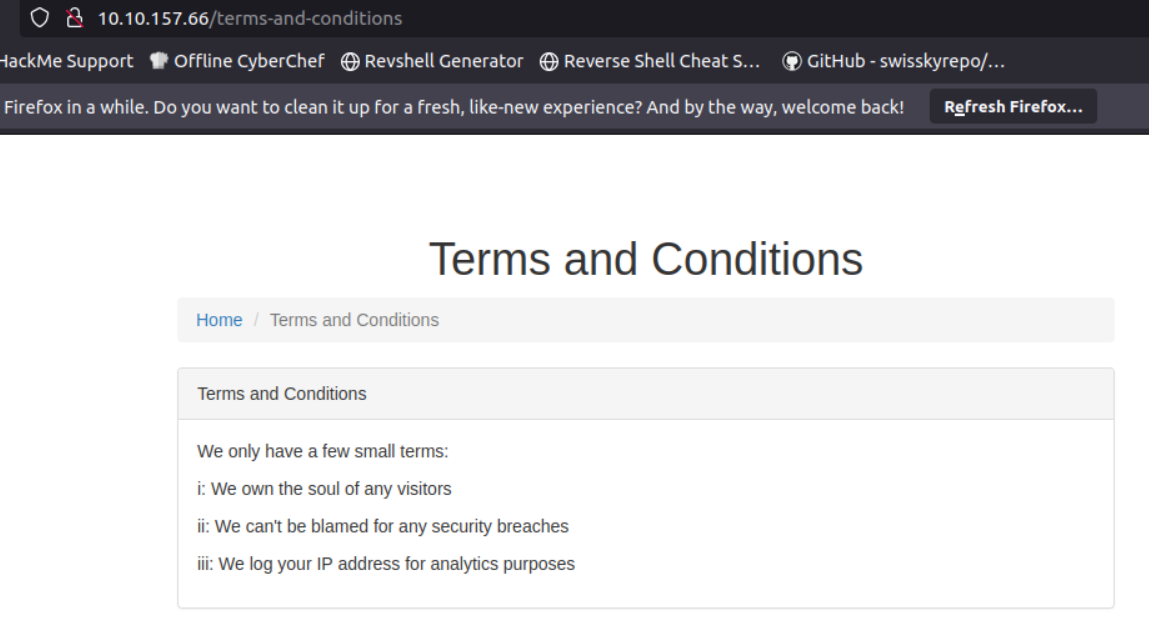 10.10.157.66/terms-and-conditions
HackMe Support Offline CyberChef Revshell Generator Reverse Shell Cheat S... GitHub - swisskyrepo/...
Firefox in a while. Do you want to clean it up for a fresh, like-new experience? And by the way, welcome back! Refresh Firefox...
Terms and Conditions
Home / Terms and Conditions
Terms and Conditions
We only have a few small terms:
i: We own the soul of any visitors
ii: We can't be blamed for any security breaches
iii: We log your IP address for analytics purposes